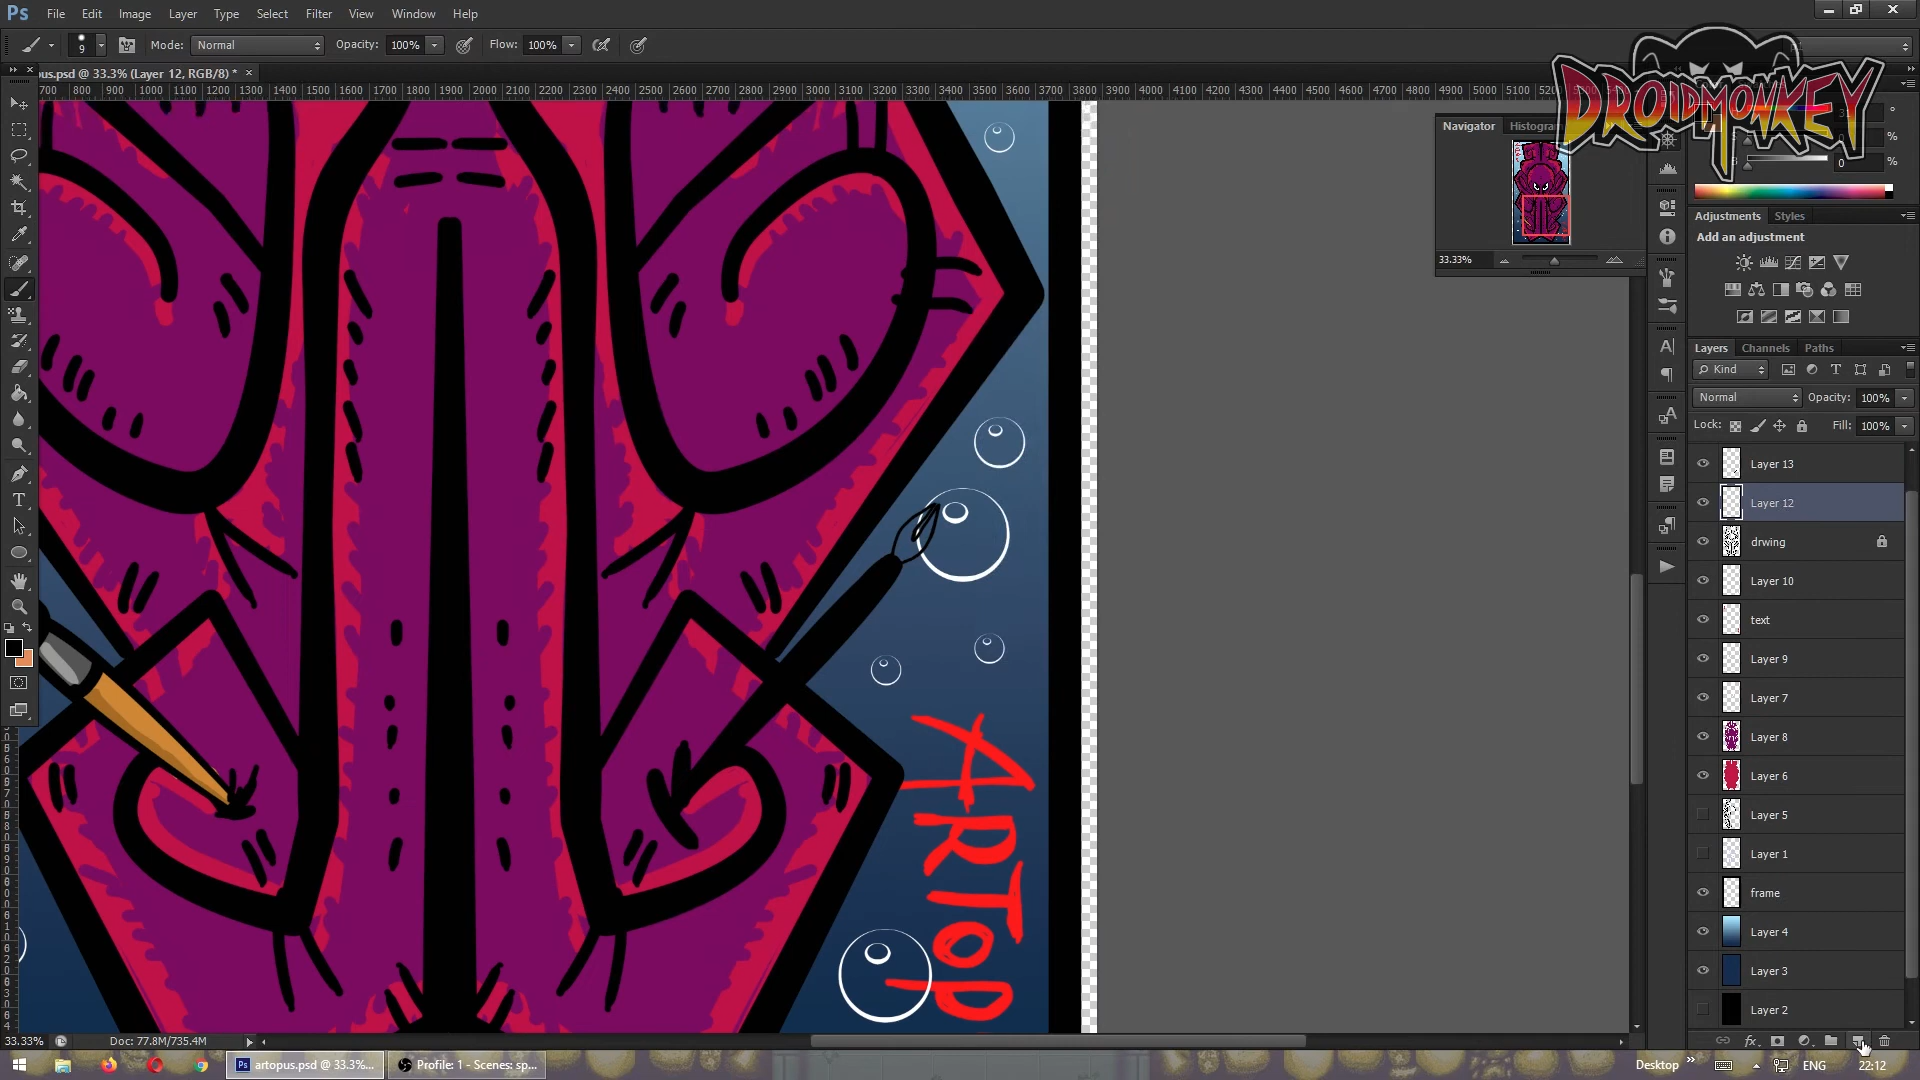 Ps File Edit Image Layer Type Select Filter View Window Help
9 Mode: Normal Opacity: 100% Flow: 100%
DROIDMONKEY
opus.psd @ 33.3% (Layer 12, RGB/8) * ×
700 800 900 1000 1100 1200 1300 1400 1500 1600 1700 1800 1900 2000 2100 2200 2300 2400 2500 2600 2700 2800 2900 3000 3100 3200 3300 3400 3500 3600 3700 3800 3900 4000 4100 4200 4300 4400 4500 4600 4700 4800 4900 5000 5100 5200
Navigator Histogram
33.33%
%
0 %
Adjustments Styles
Add an adjustment
Layers Channels Paths
Kind
Normal Opacity: 100%
Lock: Fill: 100%
Layer 13
Layer 12
drwing
Layer 10
text
Layer 9
Layer 7
Layer 8
Layer 6
Layer 5
Layer 1
frame
Layer 4
Layer 3
Layer 2
ARTop
33.33% Doc: 77.8M/735.4M
artopus.psd @ 33.3%... Profile: 1 - Scenes: sp... Desktop ENG 22:12